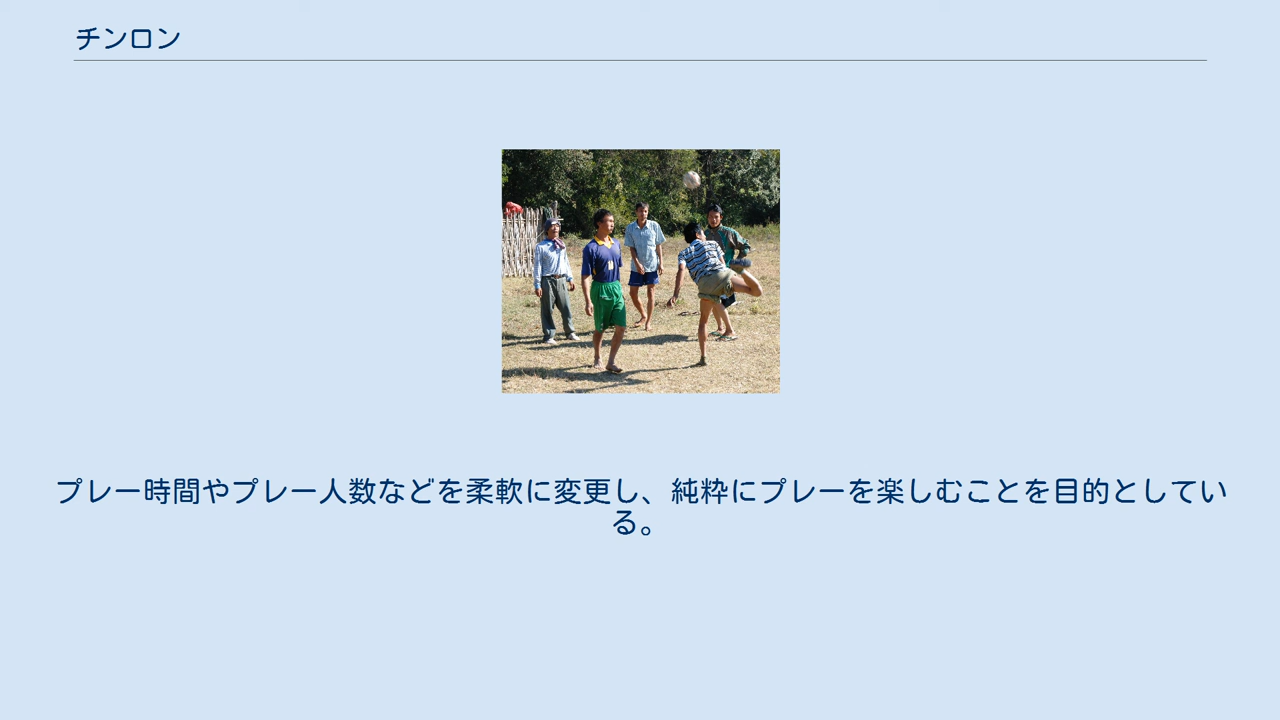 チンロン
プレー時間やプレー人数などを柔軟に変更し、純粋にプレーを楽しむことを目的としてい
る。